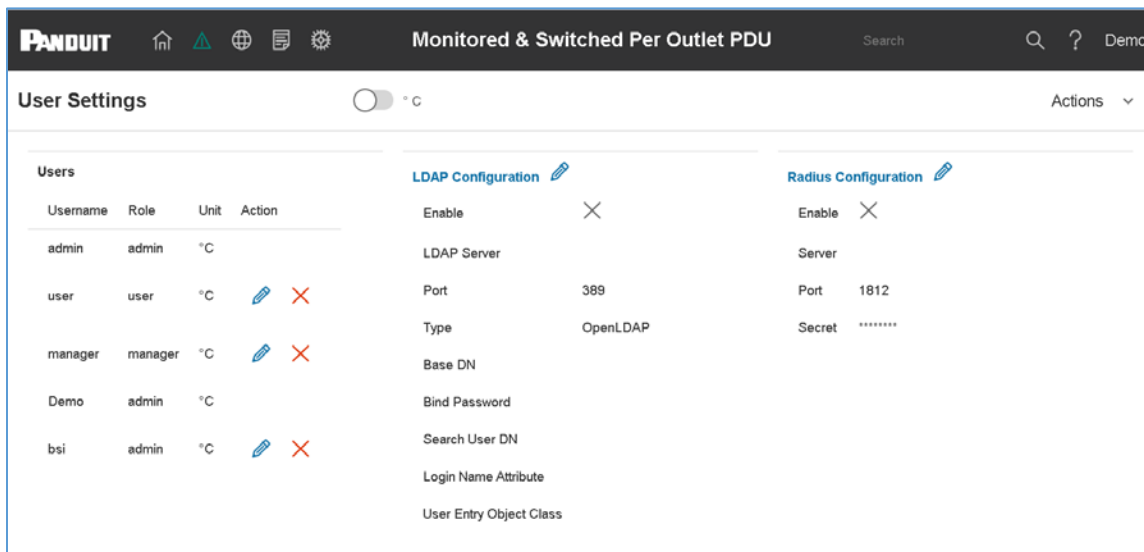 PANDUIT Monitored & Switched Per Outlet PDU Search ? Demo
User Settings ° C Actions
Users
Username Role Unit Action
admin admin °C
user user °C
manager manager °C
Demo admin °C
bsi admin °C
LDAP Configuration
Enable
LDAP Server
Port 389
Type OpenLDAP
Base DN
Bind Password
Search User DN
Login Name Attribute
User Entry Object Class
Radius Configuration
Enable
Server
Port 1812
Secret ********